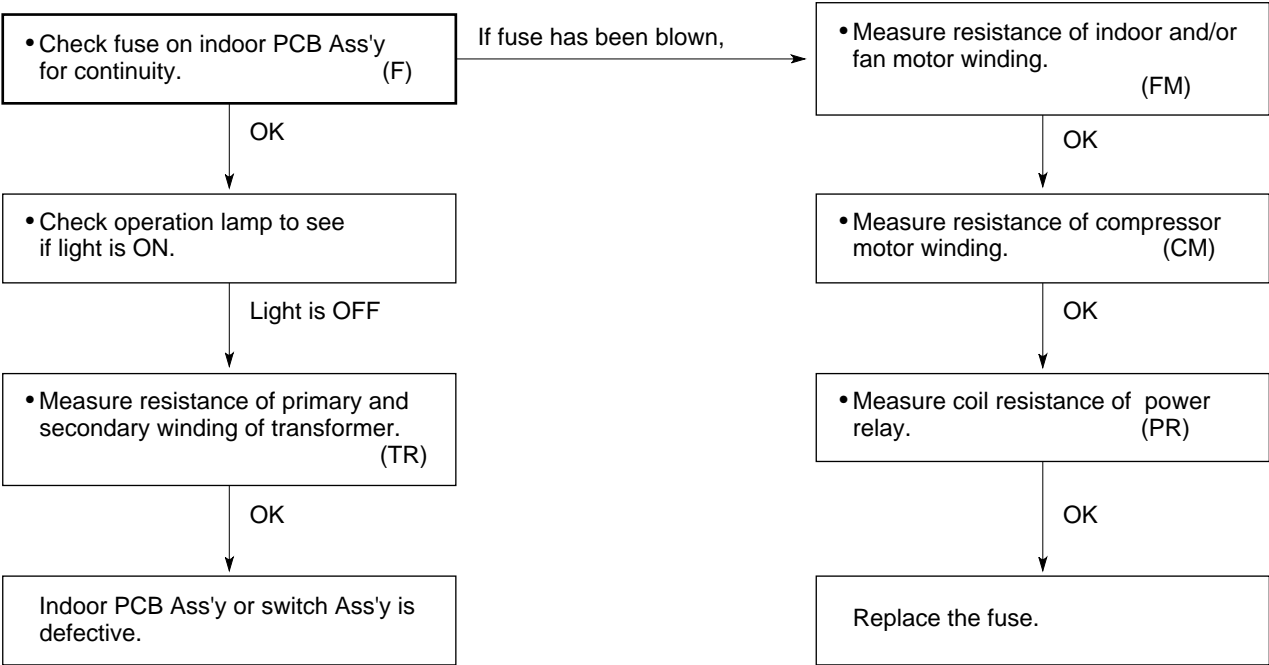 • Check fuse on indoor PCB Ass'y
for continuity. (F)
If fuse has been blown,
• Measure resistance of indoor and/or
fan motor winding.
(FM)
OK
OK
• Check operation lamp to see
if light is ON.
• Measure resistance of compressor
motor winding. (CM)
Light is OFF
OK
• Measure resistance of primary and
secondary winding of transformer.
(TR)
• Measure coil resistance of power
relay. (PR)
OK
OK
Indoor PCB Ass'y or switch Ass'y is
defective.
Replace the fuse.